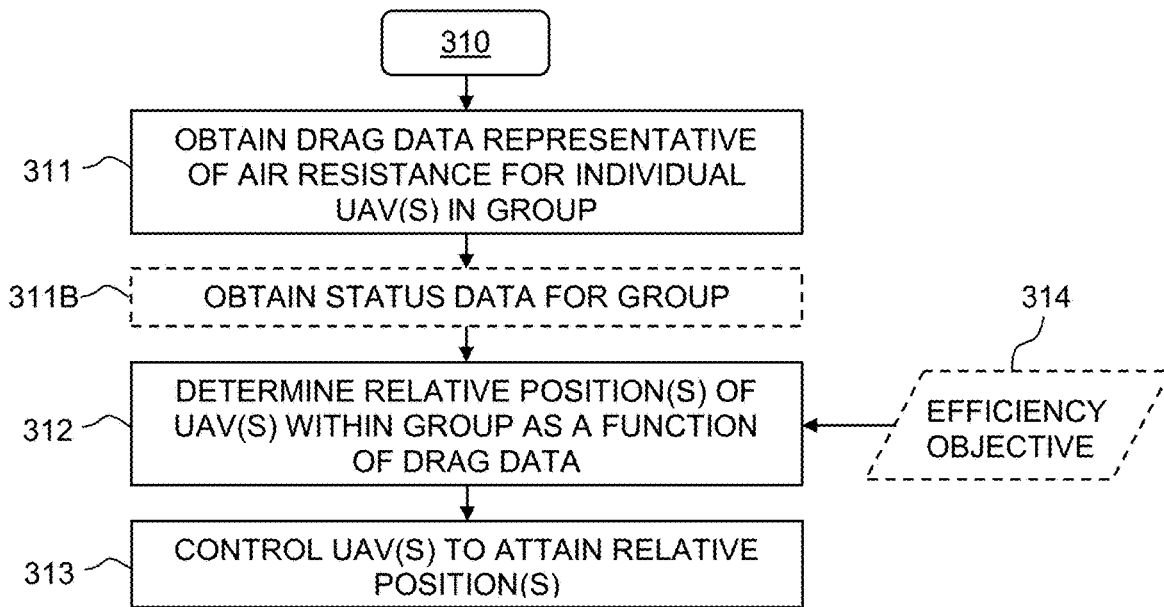 310
OBTAIN DRAG DATA REPRESENTATIVE
OF AIR RESISTANCE FOR INDIVIDUAL
UAV(S) IN GROUP
311
OBTAIN STATUS DATA FOR GROUP
311B
314
DETERMINE RELATIVE POSITION(S) OF
UAV(S) WITHIN GROUP AS A FUNCTION
OF DRAG DATA
312
EFFICIENCY
OBJECTIVE
CONTROL UAV(S) TO ATTAIN RELATIVE
POSITION(S)
313